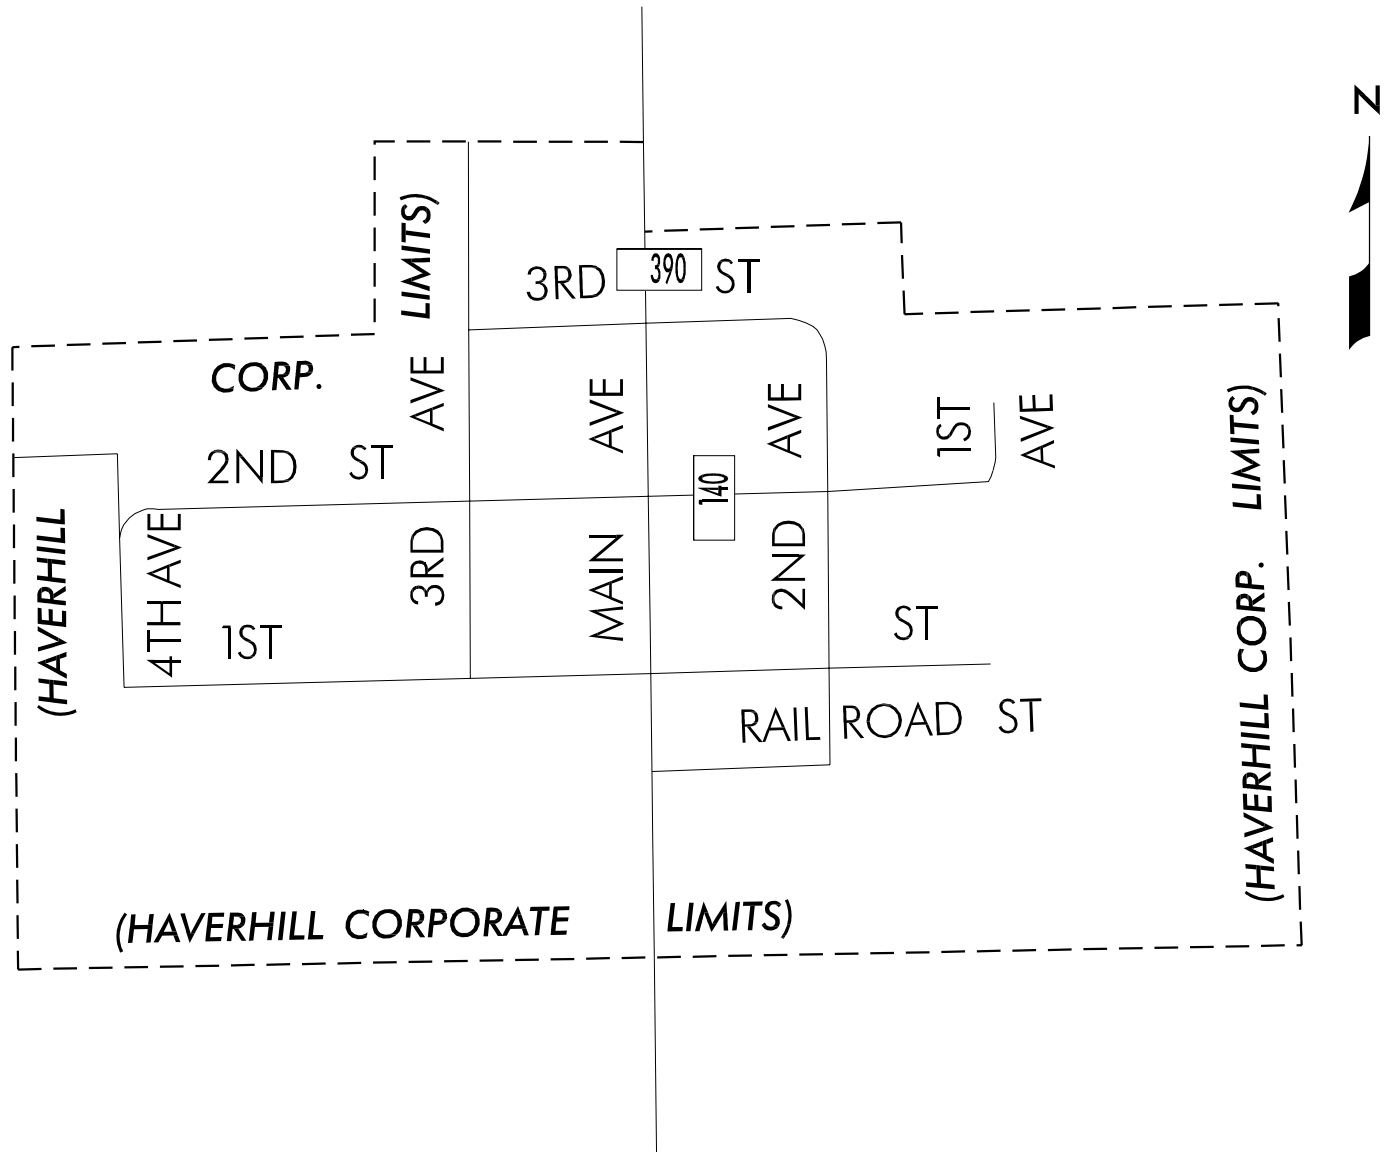 N
LIMITS)
3RD 390 ST
CORP.
AVE
AVE
AVE
1ST AVE
LIMITS)
2ND ST
140
(HAVERHILL
4TH AVE
3RD
MAIN
2ND
1ST ST
(HAVERHILL CORP.
RAIL ROAD ST
(HAVERHILL CORPORATE LIMITS)